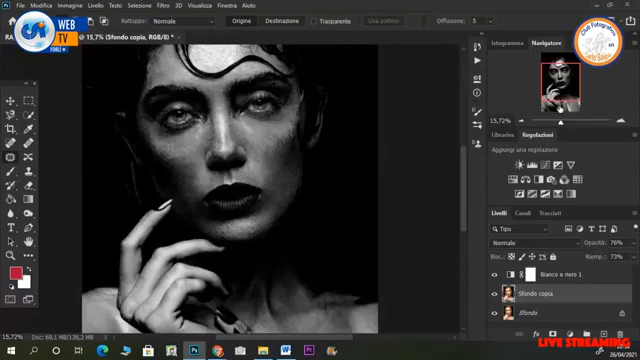 File Modifica Immagine Livello Testo Selezione Filtro 3D Visualizza Finestra Aiuto
WEB
TV
FORLI'
Rattoppo: Normale
Origine
Destinazione
Trasparente
Usa pattern
Diffusione: 5
@ 15,7% (Sfondo copia, RGB/8) *
Istogramma Navigatore
15,72%
Librerie Regolazioni
Aggiungi una regolazione
Livelli Canali Tracciati
Tipo
Normale
Opacità: 76%
Bloc.:
Riemp.: 73%
Bianco e nero 1
Sfondo copia
Sfondo
15,72% Doc: 69,1 MB/138,2 MB
LIVE STREAMING
26/04/2021